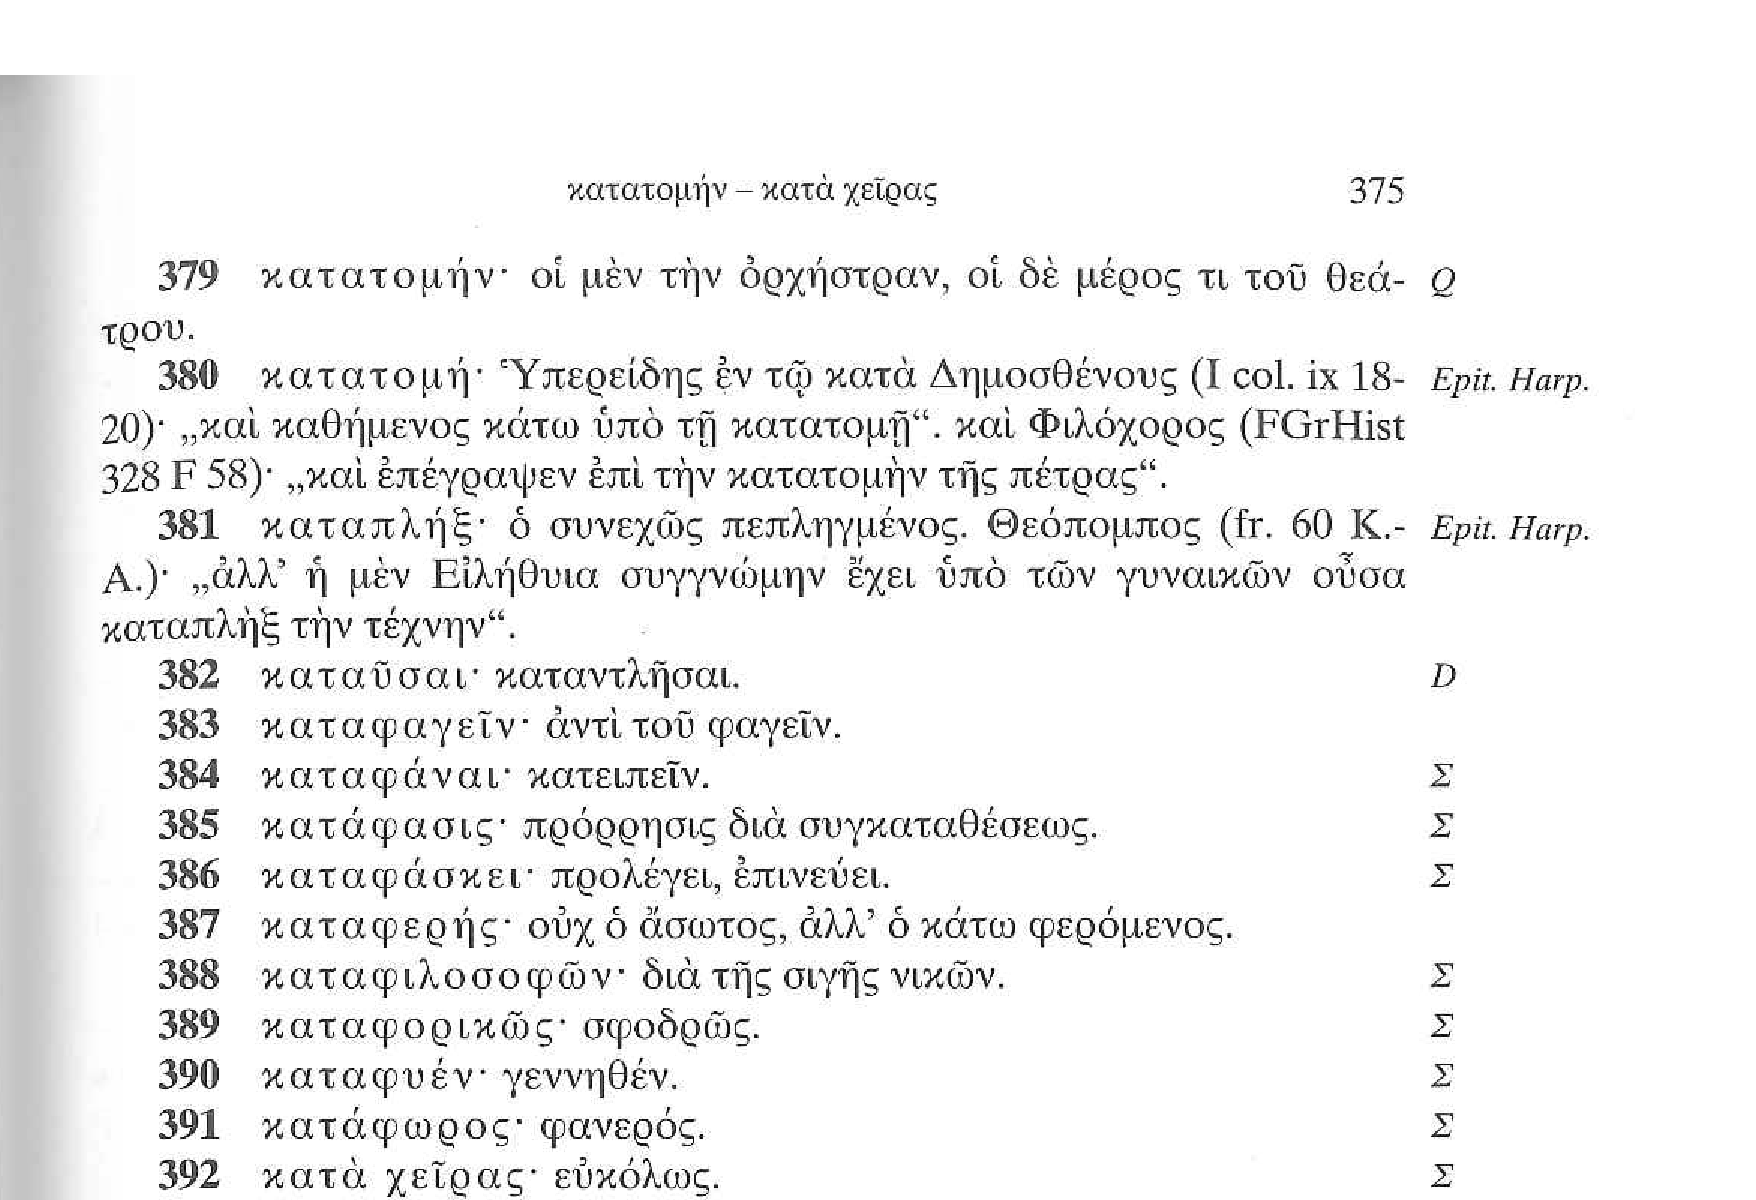 κατατομήν – κατὰ χεῖρας 375
379 κατατομήν· οἱ μὲν τὴν ὀρχήστραν, οἱ δὲ μέρος τι τοῦ θεά- Q
τρου.
380 κατατομή· Ὑπερείδης ἐν τῷ κατὰ Δημοσθένους (I col. ix 18- Epit. Harp.
20)· „καὶ καθήμενος κάτω ὑπὸ τῇ κατατομῇ“. καὶ Φιλόχορος (FGrHist
328 F 58)· „καὶ ἐπέγραψεν ἐπὶ τὴν κατατομὴν τῆς πέτρας“.
381 καταπλήξ· ὁ συνεχῶς πεπληγμένος. Θεόπομπος (fr. 60 K.- Epit. Harp.
A.)· „ἀλλ’ ἡ μὲν Εἰλήθυια συγγνώμην ἔχει ὑπὸ τῶν γυναικῶν οὖσα
καταπλὴξ τὴν τέχνην“.
382 καταῦσαι· καταντλῆσαι. D
383 καταφαγεῖν· ἀντὶ τοῦ φαγεῖν.
384 καταφάναι· κατειπεῖν. Σ
385 κατάφασις· πρόρρησις διὰ συγκαταθέσεως. Σ
386 καταφάσκει· προλέγει, ἐπινεύει. Σ
387 καταφερής· οὐχ ὁ ἄσωτος, ἀλλ’ ὁ κάτω φερόμενος.
388 καταφιλοσοφῶν· διὰ τῆς σιγῆς νικῶν. Σ
389 καταφορικῶς· σφοδρῶς. Σ
390 καταφυέν· γεννηθέν. Σ
391 κατάφωρος· φανερός. Σ
392 κατὰ χεῖρας· εὐκόλως. Σ